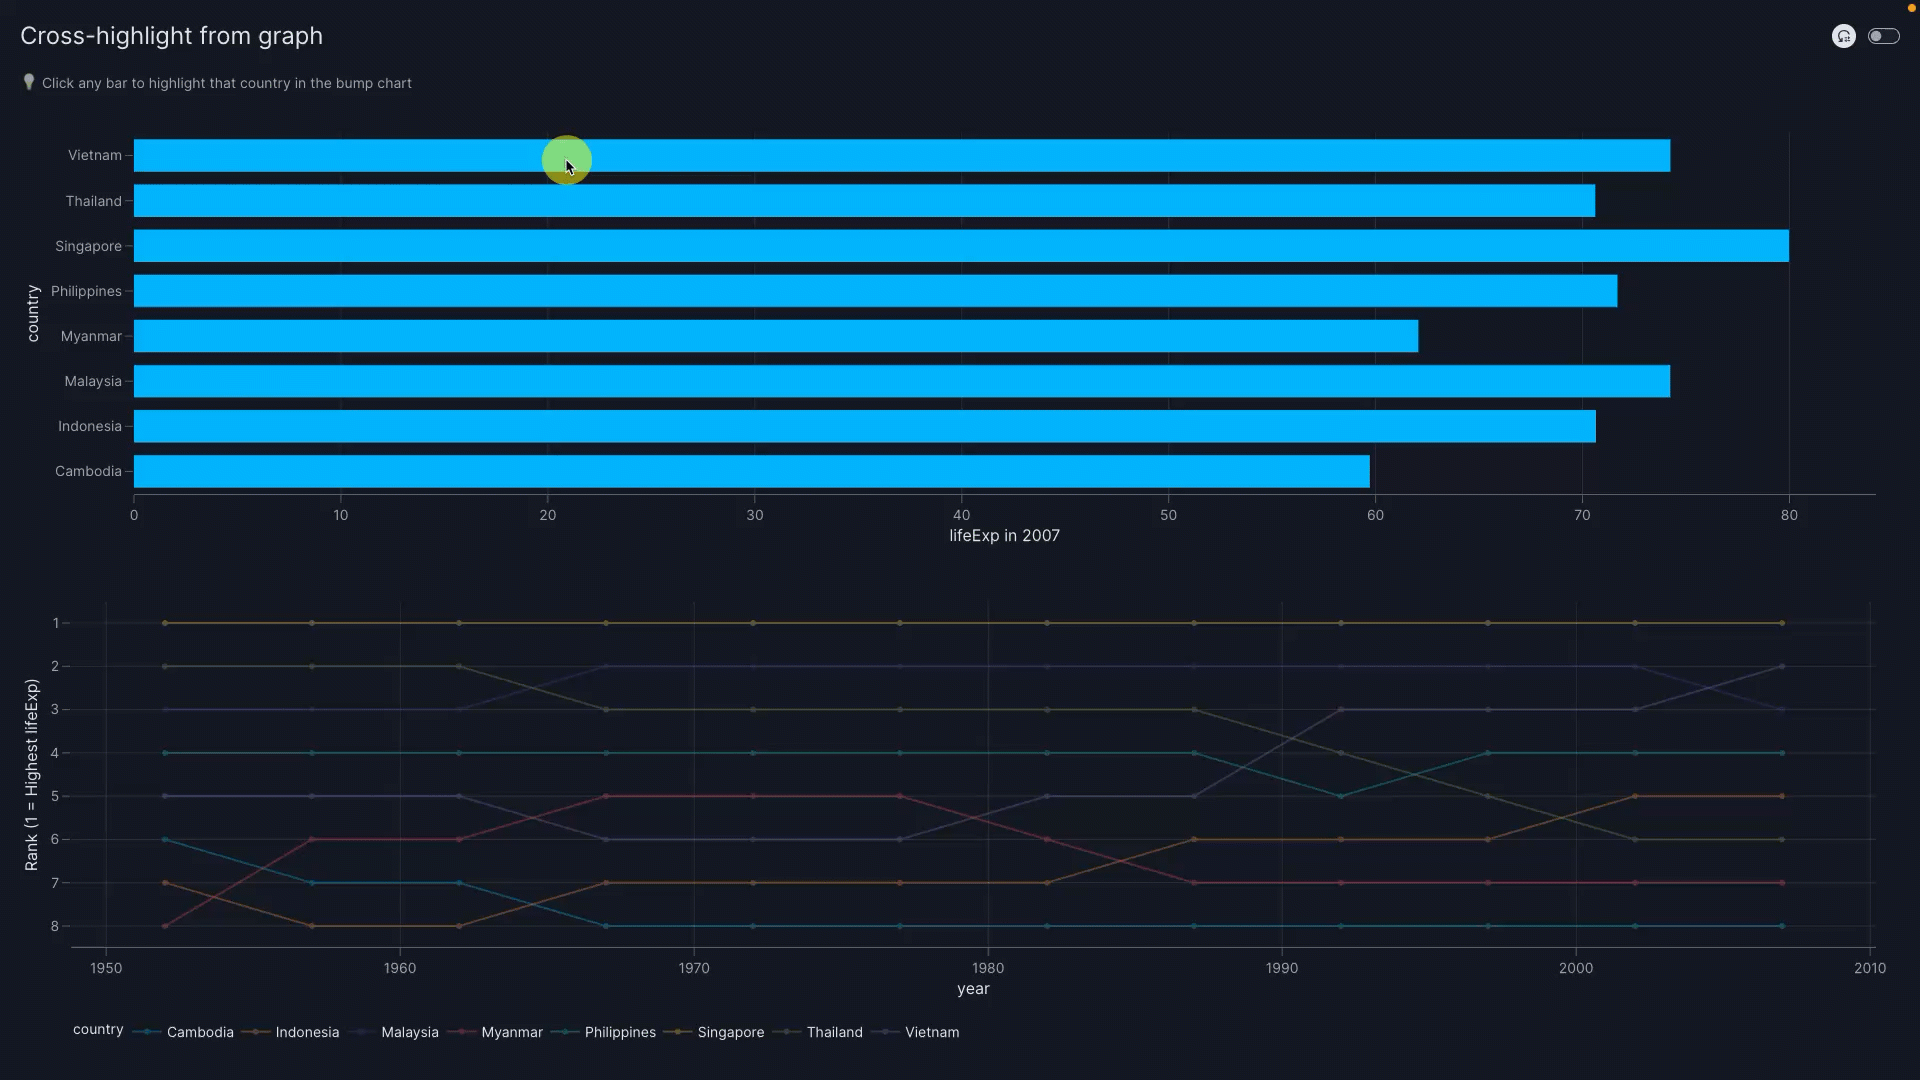 Cross-highlight from graph
Click any bar to highlight that country in the bump chart
country
Vietnam
Thailand
Singapore
Philippines
Myanmar
Malaysia
Indonesia
Cambodia
0 10 20 30 40 50 60 70 80
lifeExp in 2007
Rank (1 = Highest lifeExp)
1
2
3
4
5
6
7
8
1950 1960 1970 1980 1990 2000 2010
year
country Cambodia Indonesia Malaysia Myanmar Philippines Singapore Thailand Vietnam